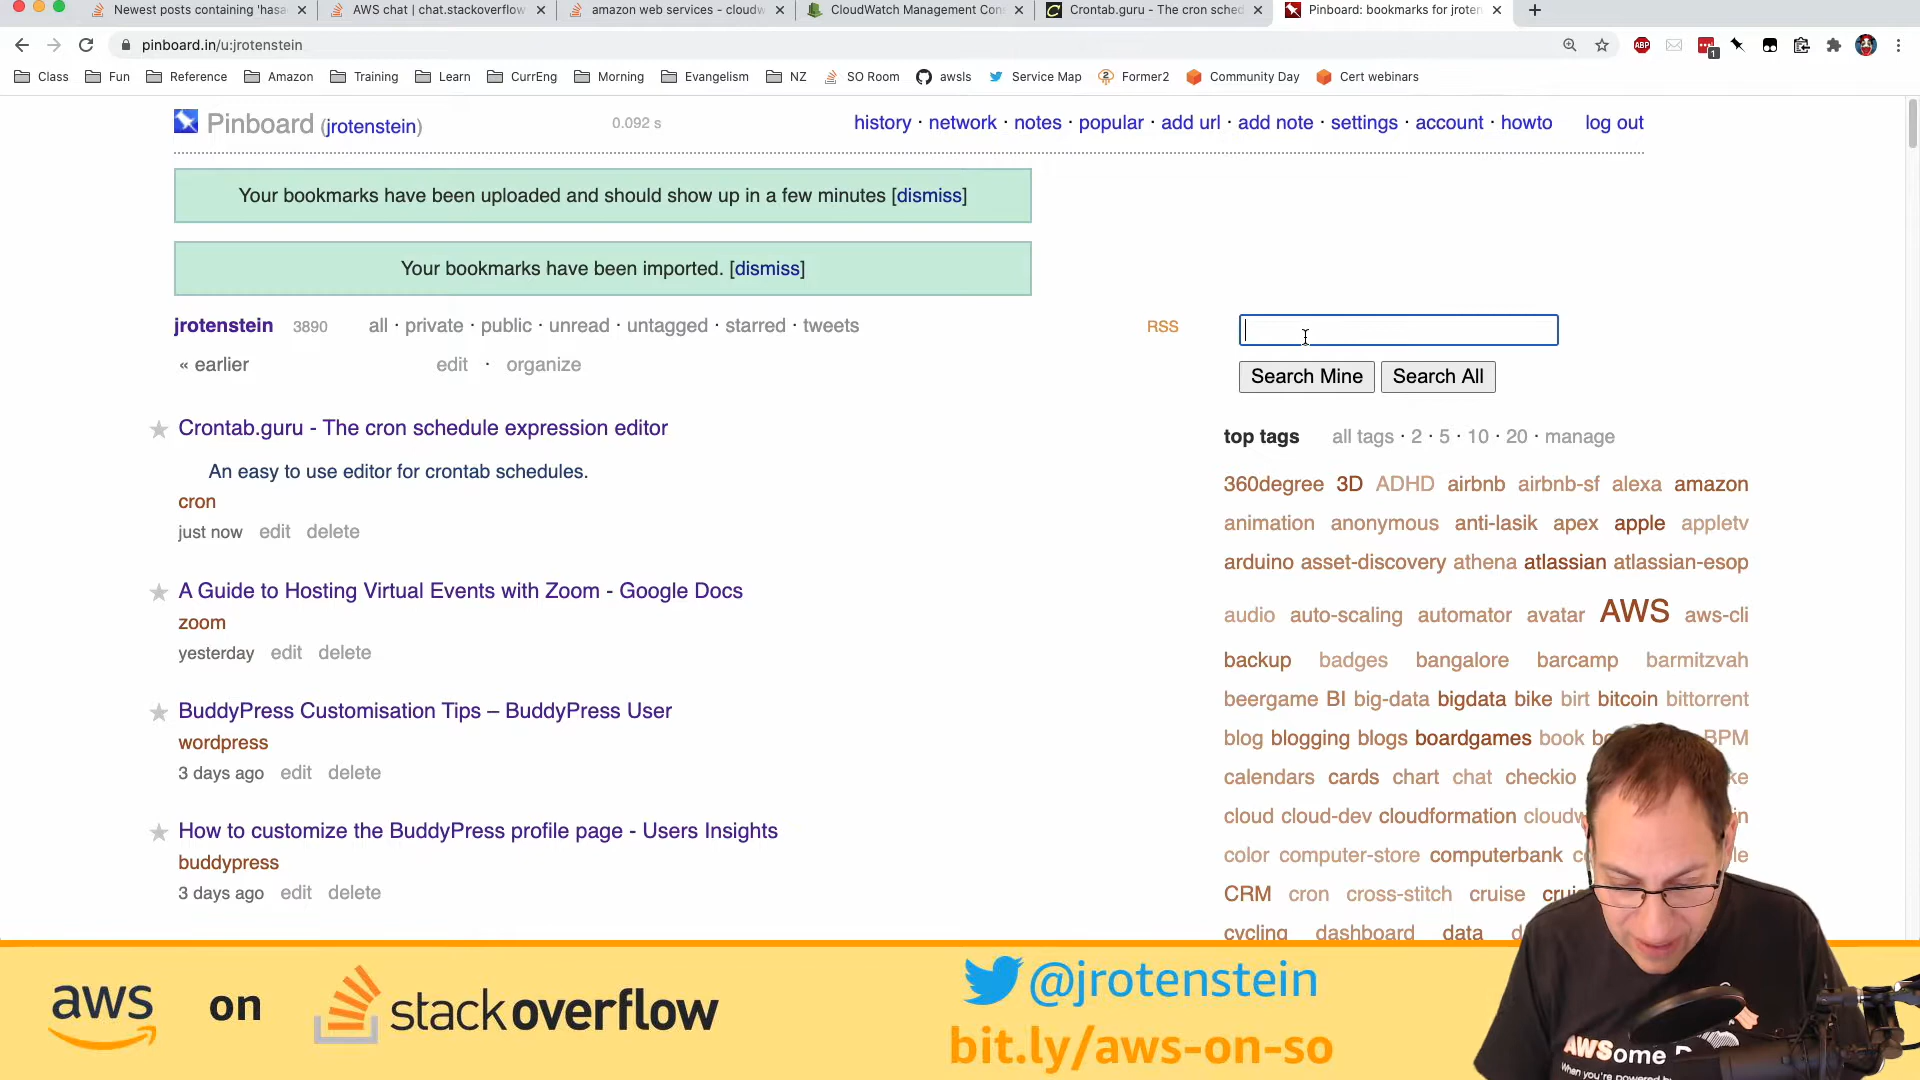 Newest posts containing 'hasa
AWS chat | chat.stackoverflow
amazon web services - cloudw
CloudWatch Management Con
Crontab.guru - The cron sched
Pinboard: bookmarks for jroten
pinboard.in/u:jrotenstein
ABP
1
Class Fun Reference Amazon Training Learn CurrEng Morning Evangelism NZ SO Room awsls Service Map Former2 Community Day Cert webinars
Pinboard (jrotenstein) 0.092 s history · network · notes · popular · add url · add note · settings · account · howto log out
Your bookmarks have been uploaded and should show up in a few minutes [dismiss]
Your bookmarks have been imported. [dismiss]
jrotenstein 3890 all · private · public · unread · untagged · starred · tweets RSS
« earlier edit · organize
Search Mine Search All
Crontab.guru - The cron schedule expression editor
An easy to use editor for crontab schedules.
cron
just now edit delete
A Guide to Hosting Virtual Events with Zoom - Google Docs
zoom
yesterday edit delete
BuddyPress Customisation Tips – BuddyPress User
wordpress
3 days ago edit delete
How to customize the BuddyPress profile page - Users Insights
buddypress
3 days ago edit delete
top tags all tags · 2 · 5 · 10 · 20 · manage
360degree 3D ADHD airbnb airbnb-sf alexa amazon
animation anonymous anti-lasik apex apple appletv
arduino asset-discovery athena atlassian atlassian-esop
audio auto-scaling automator avatar AWS aws-cli
backup badges bangalore barcamp barmitzvah
beergame BI big-data bigdata bike birt bitcoin bittorrent
blog blogging blogs boardgames book BPM
calendars cards chart chat checkio
cloud cloud-dev cloudformation
color computer-store computerbank
CRM cron cross-stitch cruise
cycling dashboard data
aws on stackoverflow
@jrotenstein
bit.ly/aws-on-so
AWSome
When you're powered by